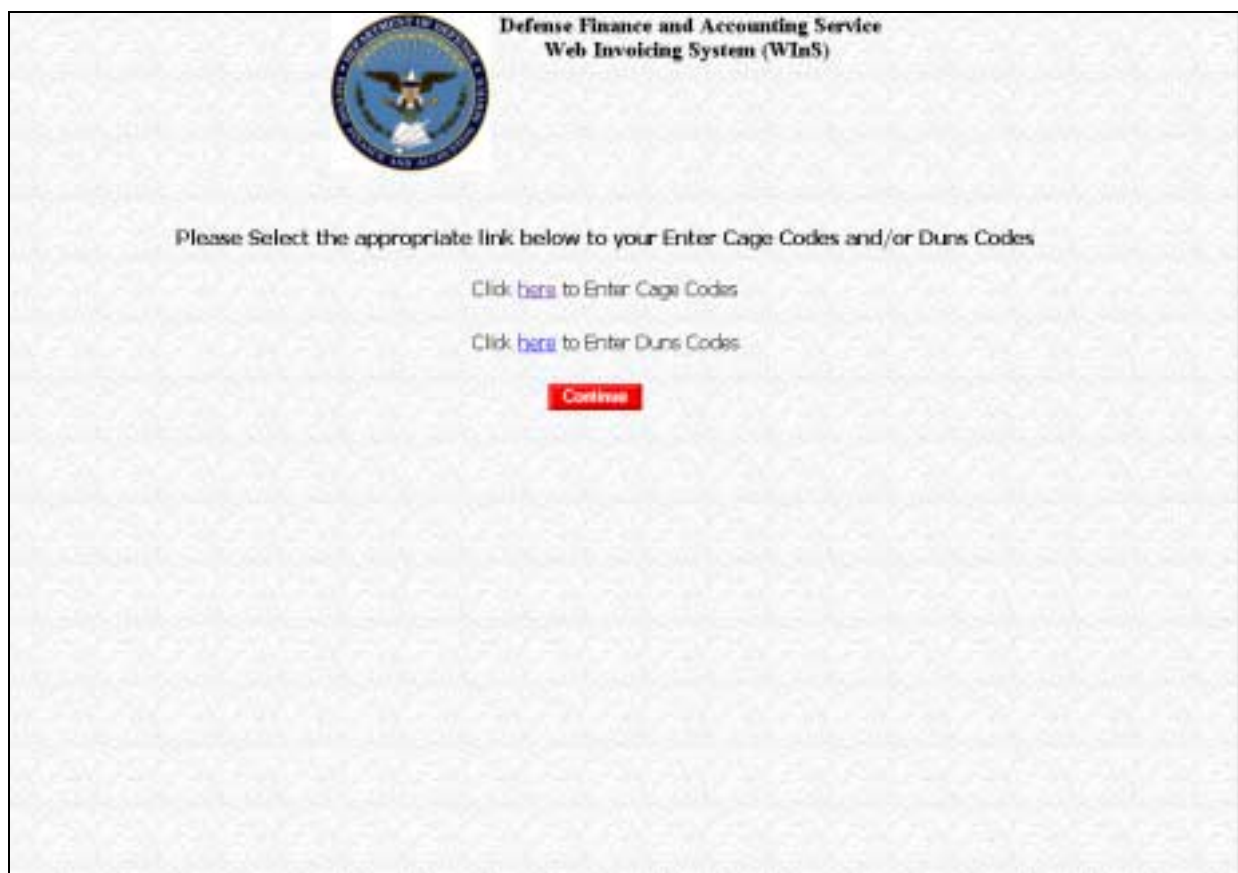 Defense Finance and Accounting Service
Web Invoicing System (WInS)
Please Select the appropriate link below to your Enter Cage Codes and/or Duns Codes
Click here to Enter Cage Codes
Click here to Enter Duns Codes
Continue